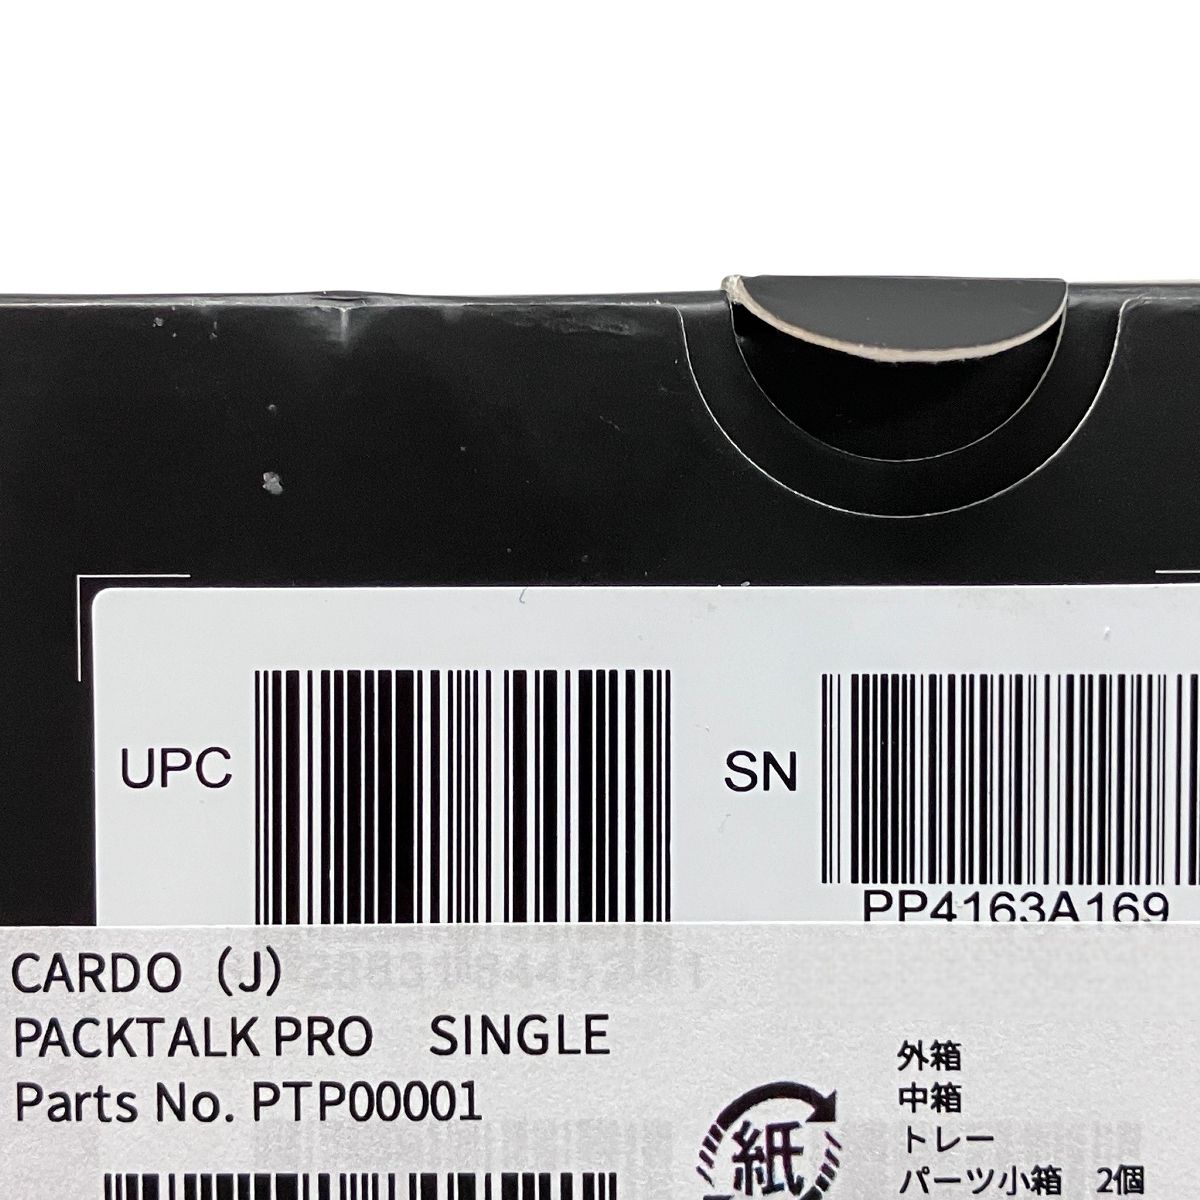 UPC
SN
PP4163A169
CARDO（J）
PACKTALK PRO　SINGLE
Parts No. PTP00001
紙
外箱
中箱
トレー
パーツ小箱　2個